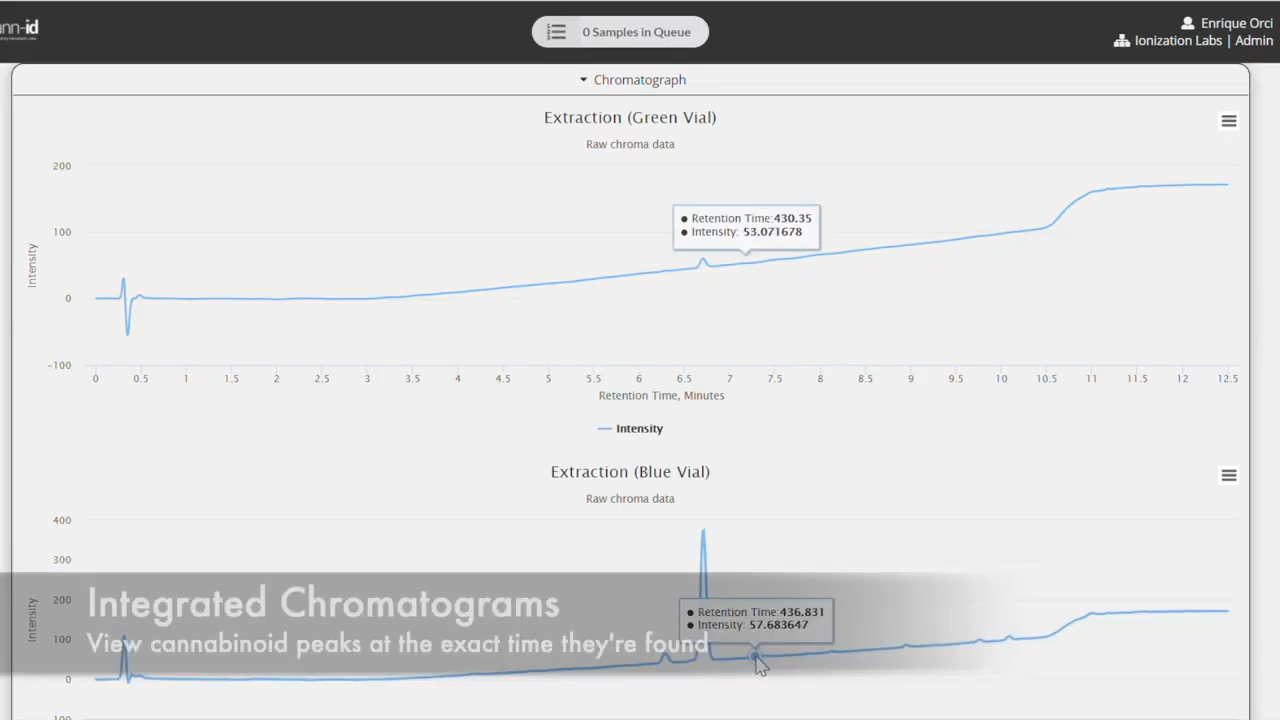 nn-id
0 Samples in Queue
Enrique Orci
Ionization Labs | Admin
Chromatograph
Extraction (Green Vial)
Raw chroma data
200
100
0
-100
Intensity
Retention Time:430.35
Intensity: 53.071678
0 0.5 1 1.5 2 2.5 3 3.5 4 4.5 5 5.5 6 6.5 7 7.5 8 8.5 9 9.5 10 10.5 11 11.5 12 12.5
Retention Time, Minutes
Intensity
Extraction (Blue Vial)
Raw chroma data
400
300
200
100
0
Intensity
Retention Time:436.831
Intensity: 57.683647
Integrated Chromatograms
View cannabinoid peaks at the exact time they're found